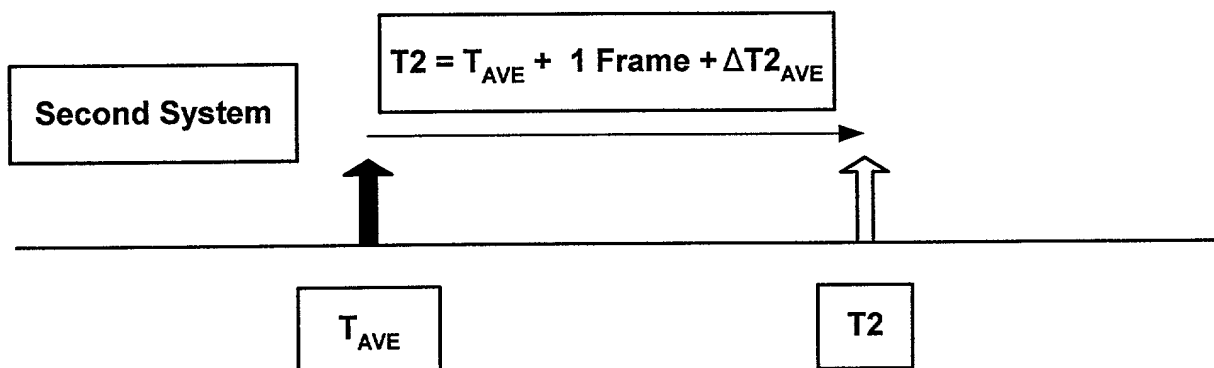 T2 = T_AVE + 1 Frame + ΔT2_AVE
Second System
T_AVE
T2